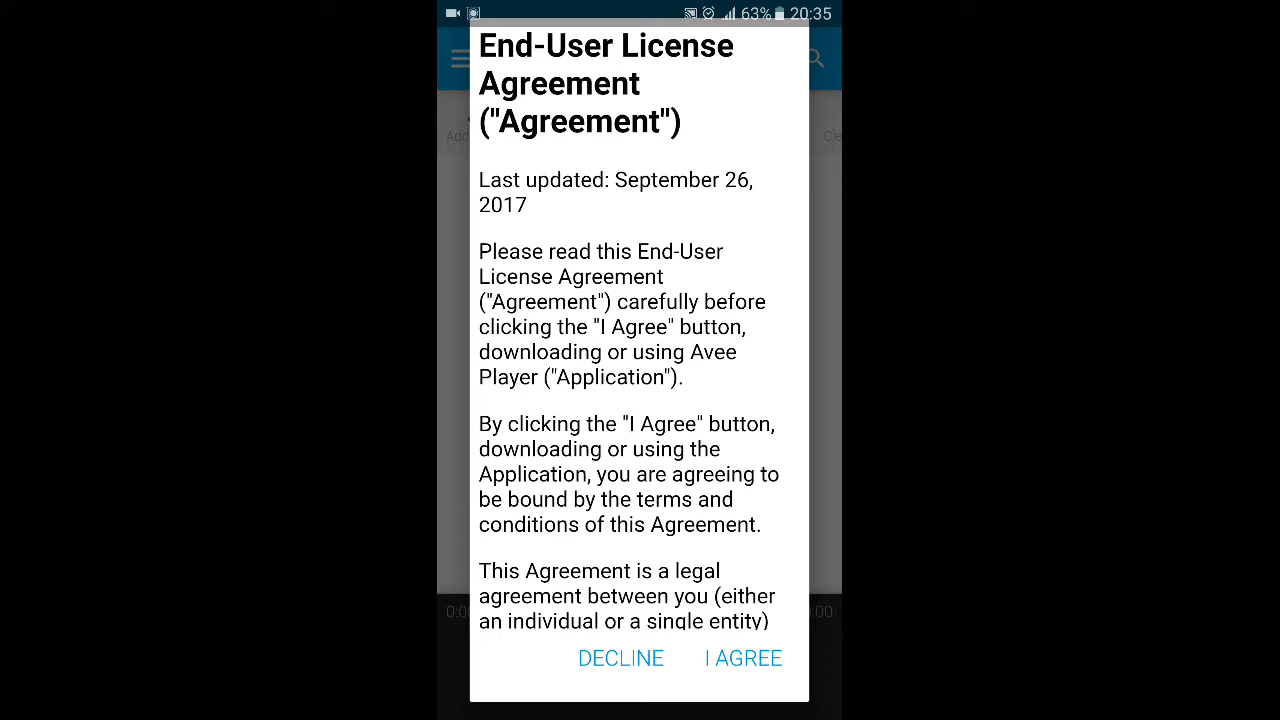 63% 20:35
End-User License
Agreement
("Agreement")
Last updated: September 26,
2017
Please read this End-User
License Agreement
("Agreement") carefully before
clicking the "I Agree" button,
downloading or using Avee
Player ("Application").
By clicking the "I Agree" button,
downloading or using the
Application, you are agreeing to
be bound by the terms and
conditions of this Agreement.
This Agreement is a legal
agreement between you (either
an individual or a single entity)
DECLINE I AGREE